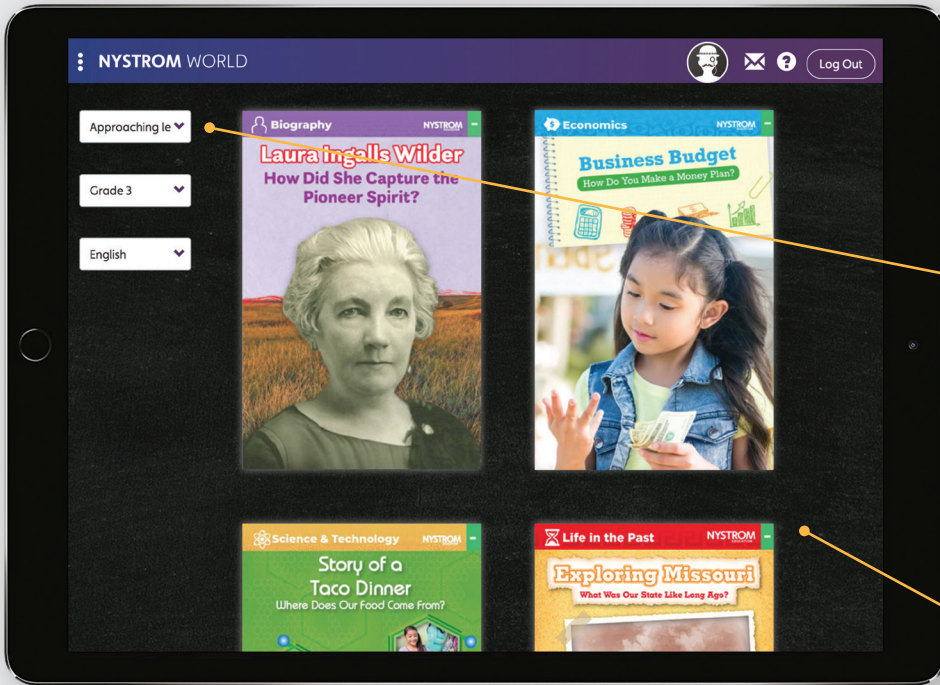 NYSTROM WORLD
Log Out
Approaching le
Grade 3
English
Biography
NYSTROM
Laura Ingalls Wilder
How Did She Capture the
Pioneer Spirit?
Economics
NYSTROM
Business Budget
How Do You Make a Money Plan?
Science & Technology
NYSTROM
Story of a
Taco Dinner
Where Does Our Food Come From?
Life in the Past
NYSTROM
Exploring Missouri
What Was Our State Like Long Ago?